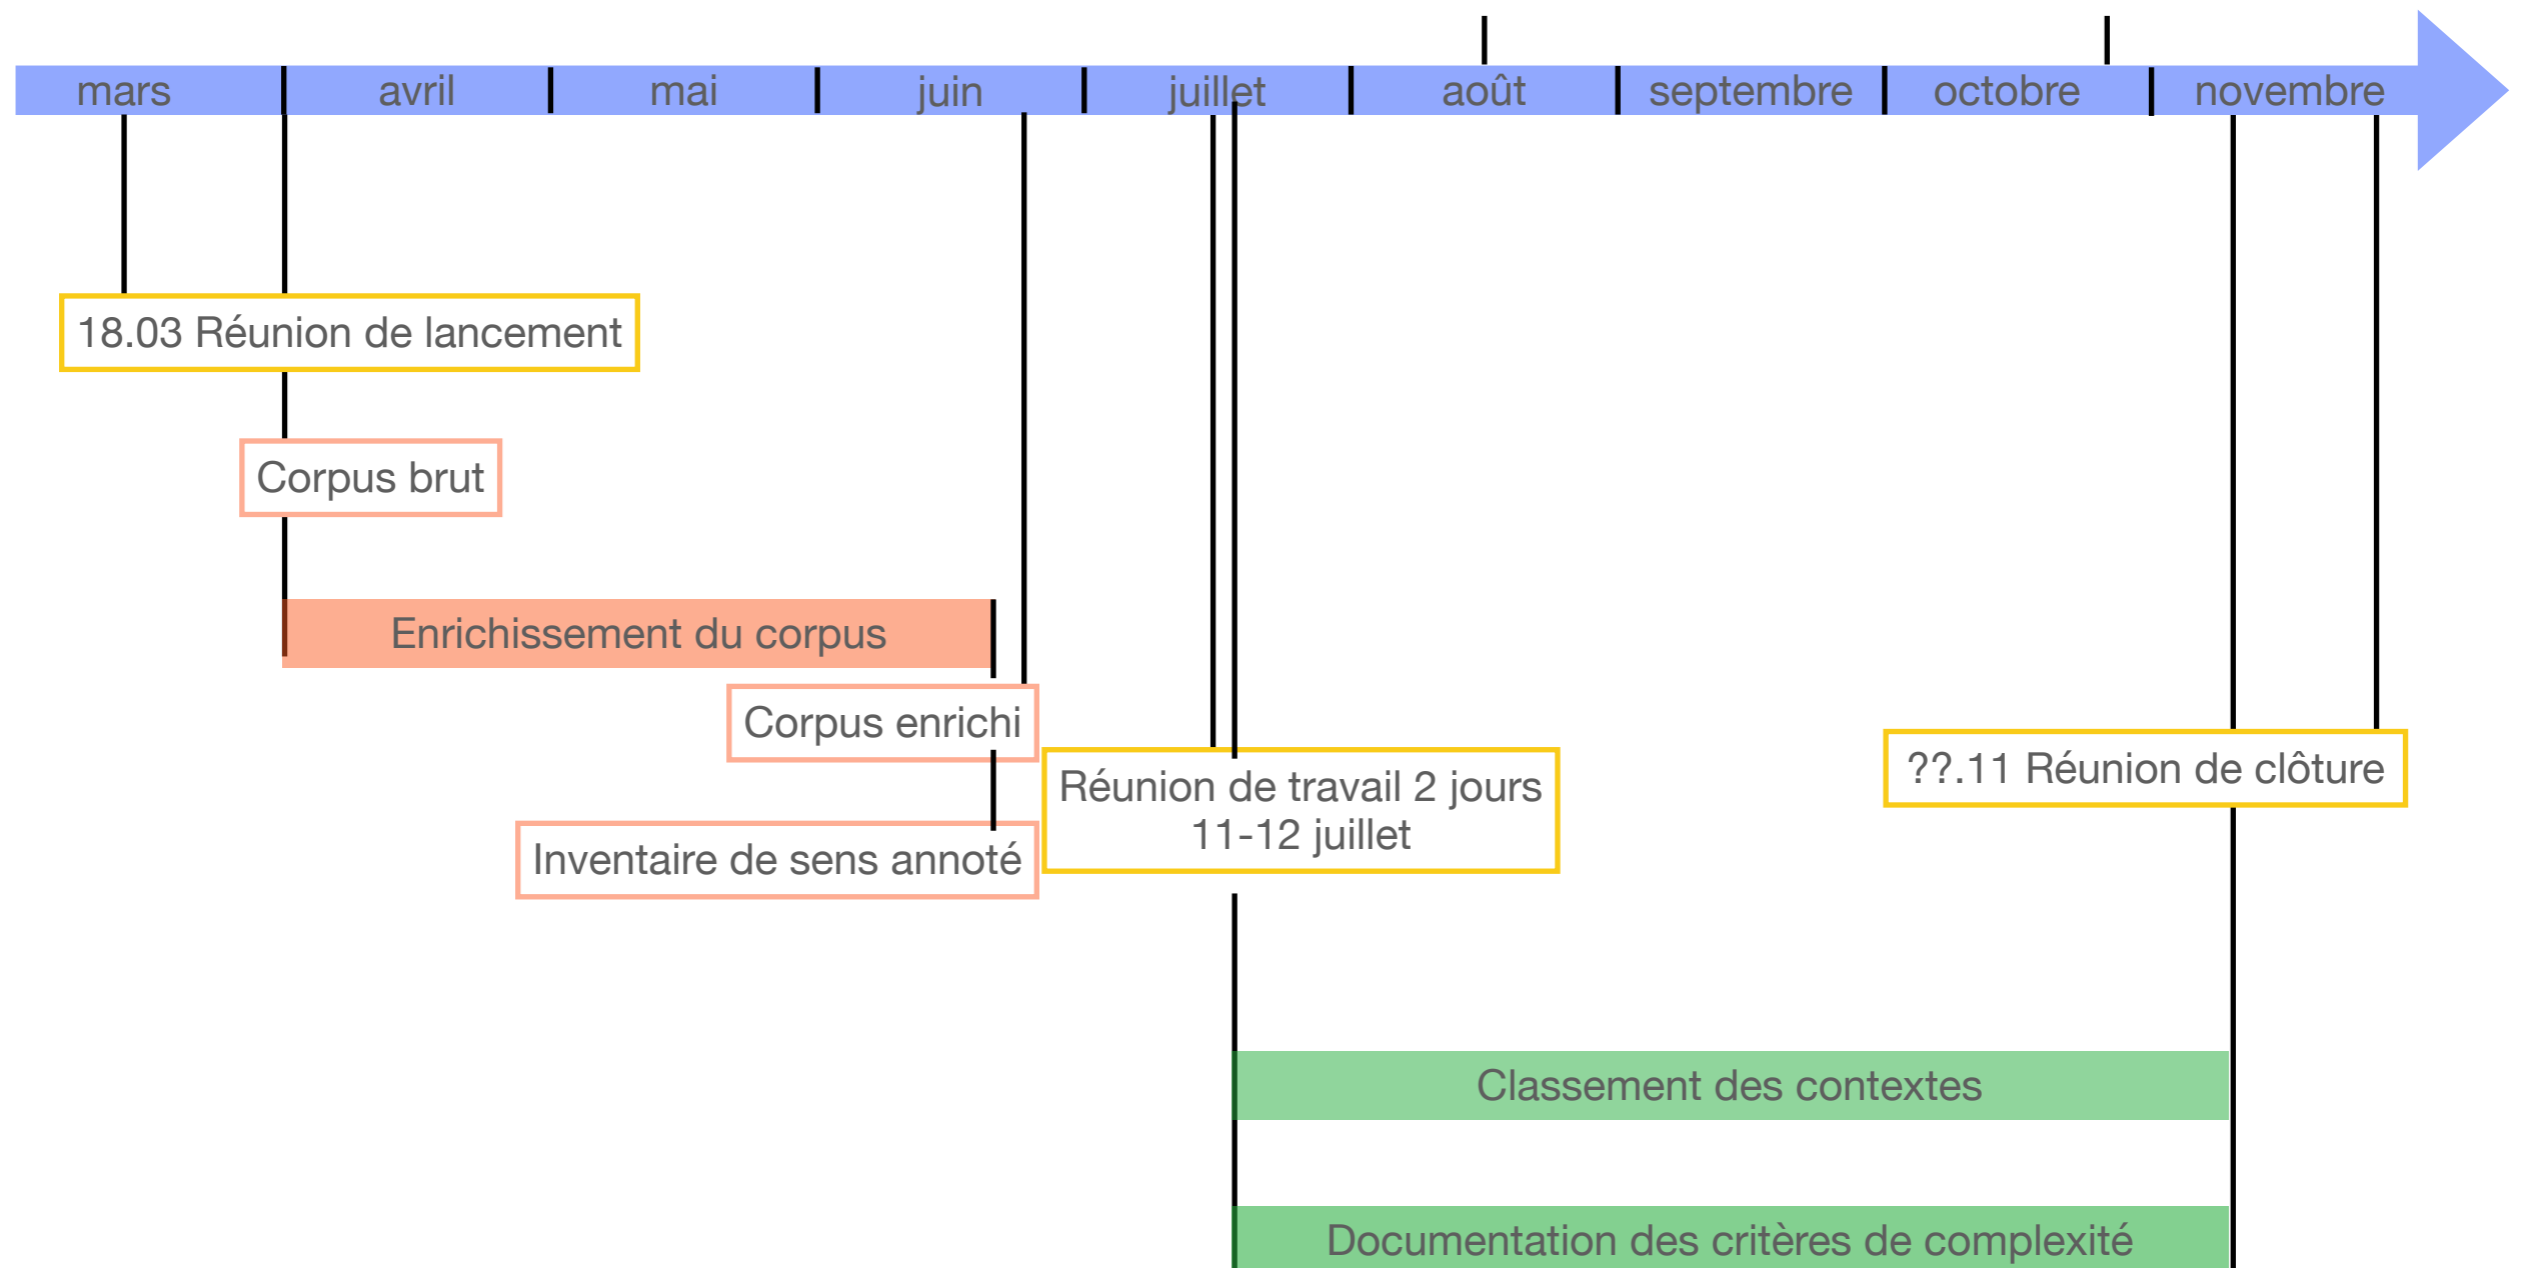 mars avril mai juin juillet août septembre octobre novembre
18.03 Réunion de lancement
Corpus brut
Enrichissement du corpus
Corpus enrichi
Réunion de travail 2 jours
11-12 juillet
??.11 Réunion de clôture
Inventaire de sens annoté
Classement des contextes
Documentation des critères de complexité